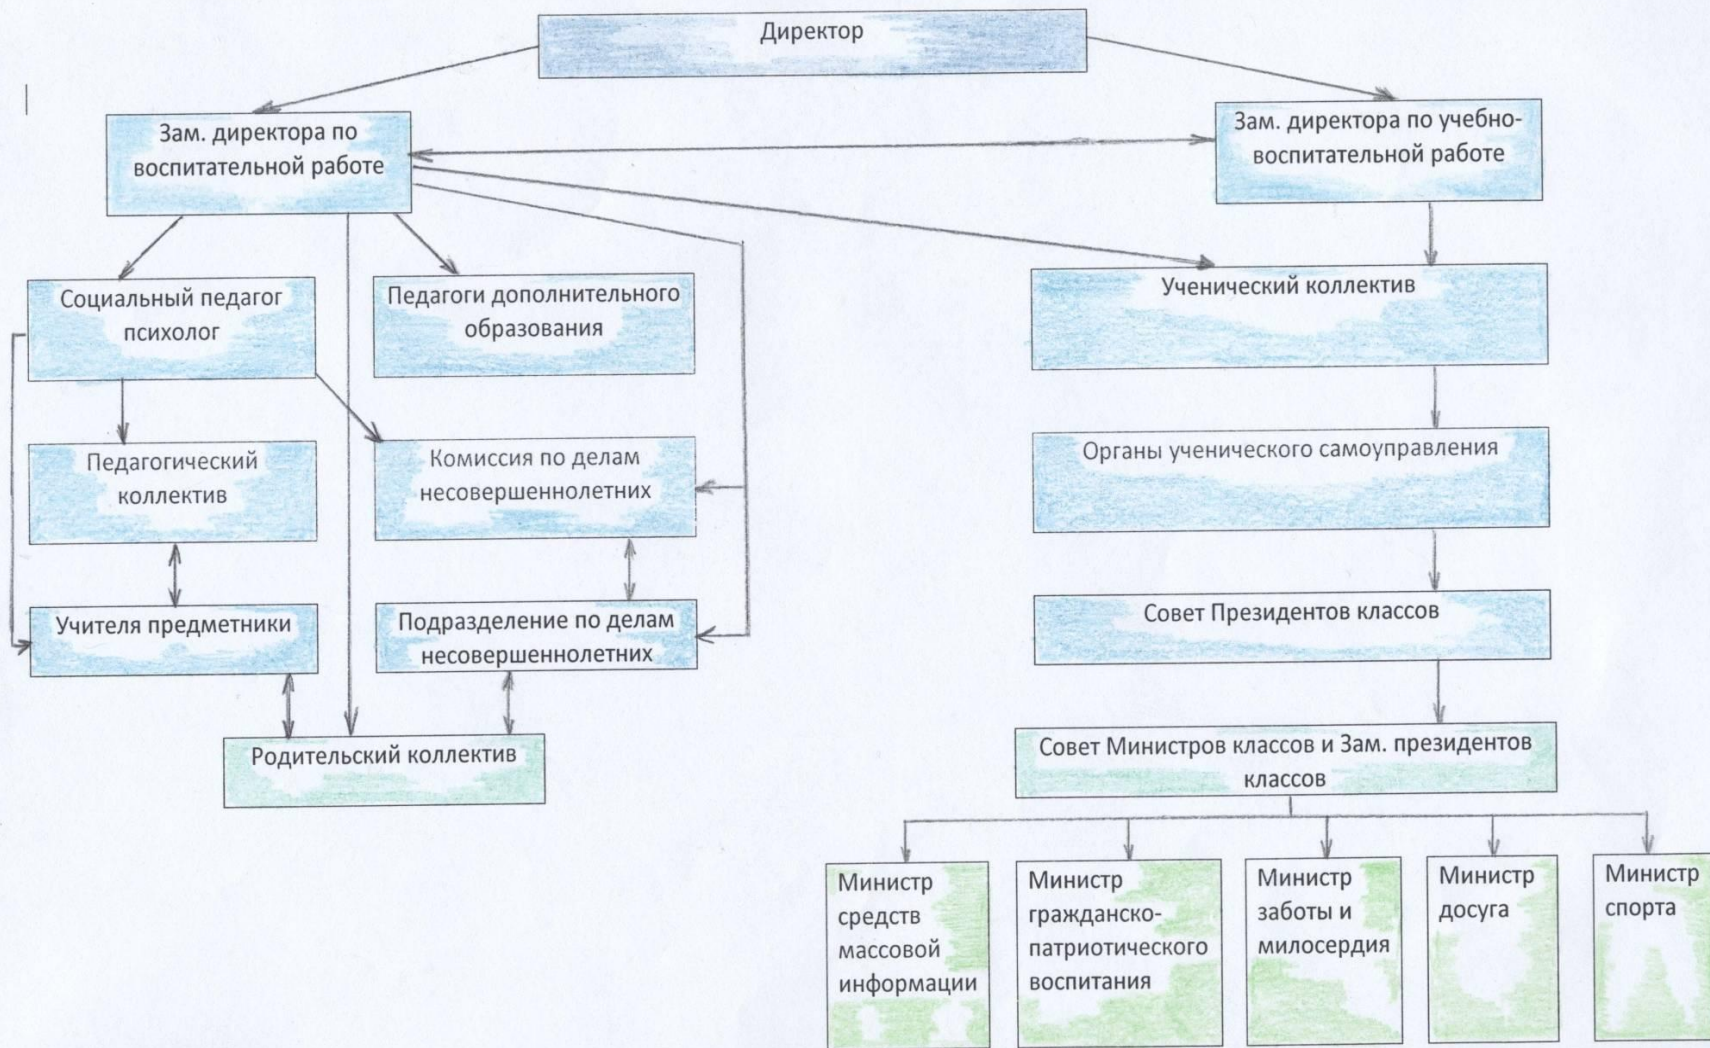 Директор
Зам. директора по
воспитательной работе
Зам. директора по учебно-
воспитательной работе
Социальный педагог
психолог
Педагоги дополнительного
образования
Ученический коллектив
Педагогический
коллектив
Комиссия по делам
несовершеннолетних
Органы ученического самоуправления
Учителя предметники
Подразделение по делам
несовершеннолетних
Совет Президентов классов
Родительский коллектив
Совет Министров классов и Зам. президентов
классов
Министр
средств
массовой
информации
Министр
гражданско-
патриотического
воспитания
Министр
заботы и
милосердия
Министр
досуга
Министр
спорта